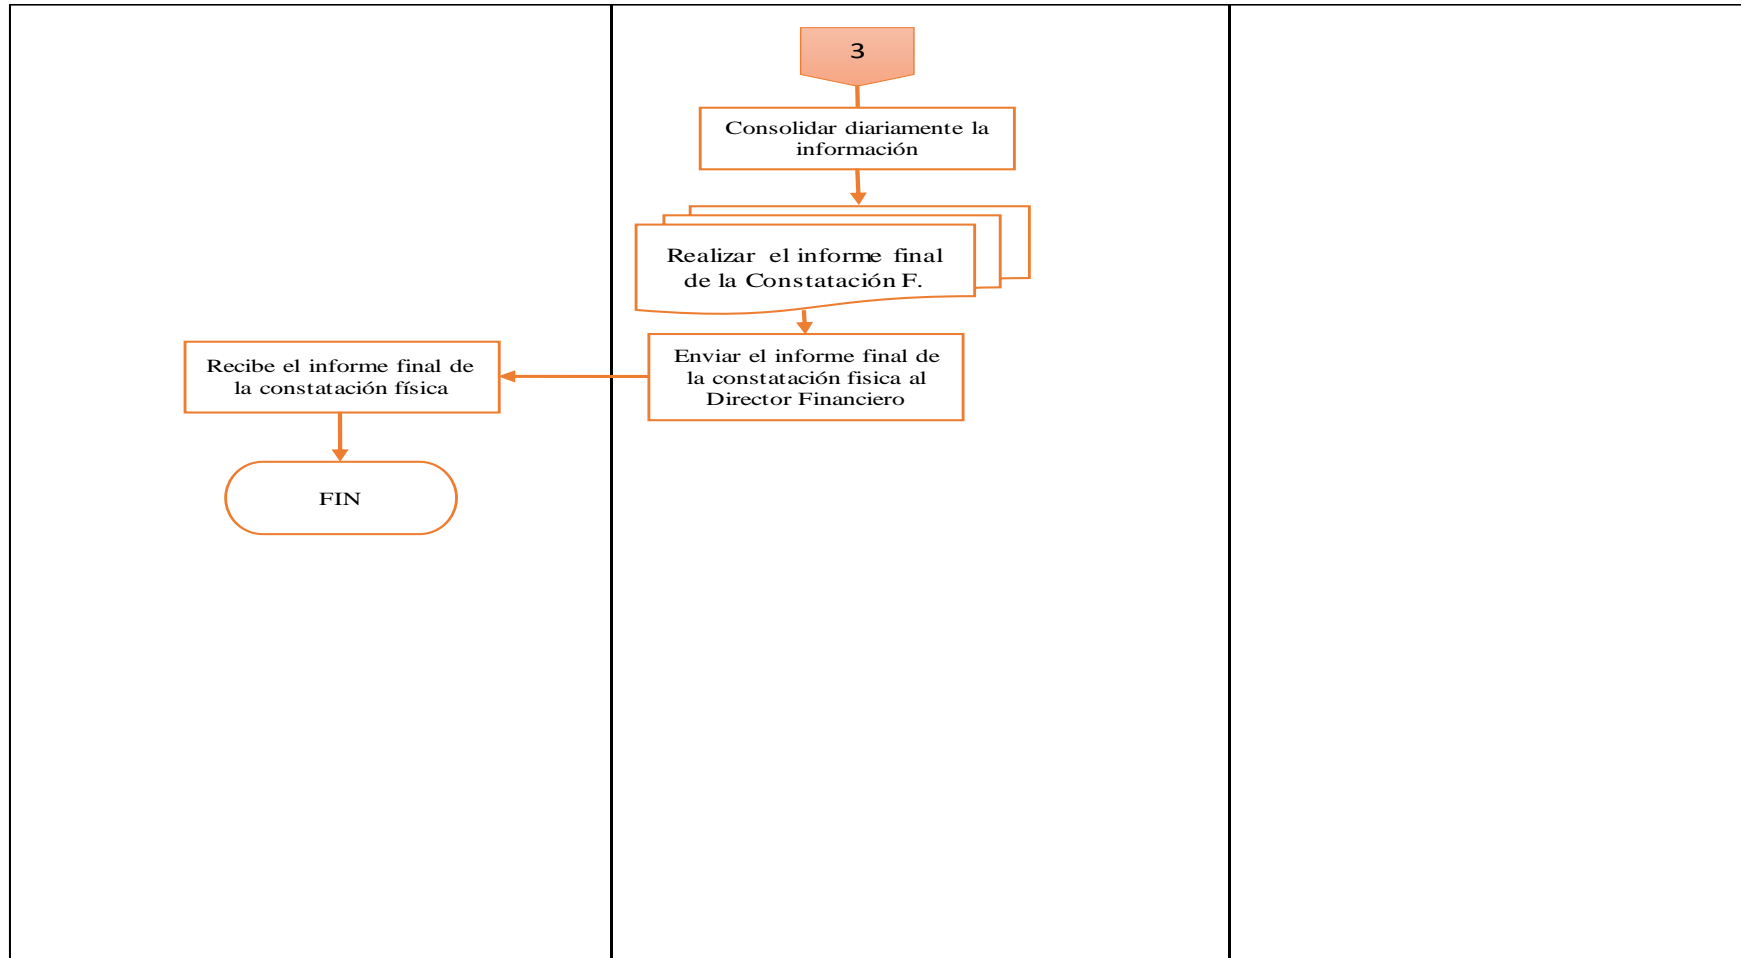 3
Consolidar diariamente la
información
Realizar el informe final
de la Constatación F.
Enviar el informe final de
la constatación fisica al
Director Financiero
Recibe el informe final de
la constatación física
FIN